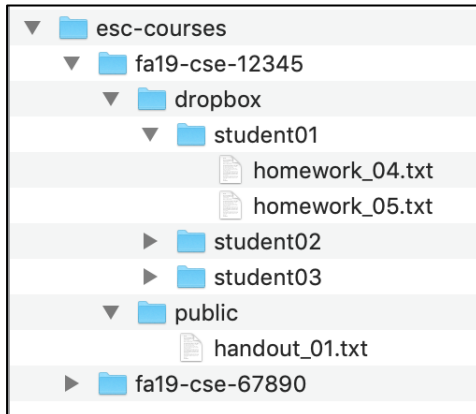 esc-courses
fa19-cse-12345
dropbox
student01
homework_04.txt
homework_05.txt
student02
student03
public
handout_01.txt
fa19-cse-67890